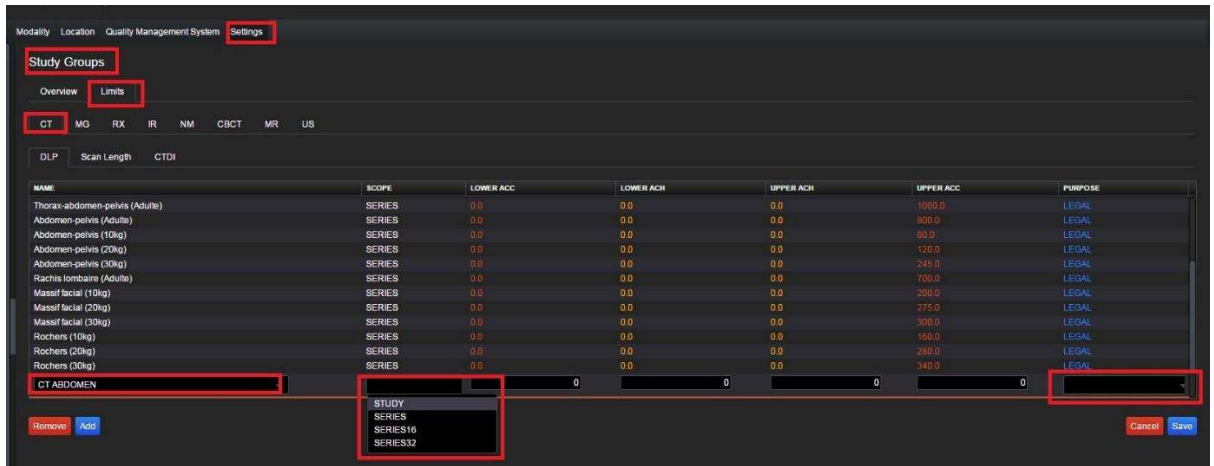 Modality Location Quality Management System Settings
Study Groups
Overview Limits
CT MG RX IR NM CBCT MR US
DLP Scan Length CTDI
NAME SCOPE LOWER ACC LOWER ACH UPPER ACH UPPER ACC PURPOSE
Thorax-abdomen-pelvis (Adulte) SERIES 0.0 0.0 0.0 1000.0 LEGAL
Abdomen-pelvis (Adulte) SERIES 0.0 0.0 0.0 800.0 LEGAL
Abdomen-pelvis (10kg) SERIES 0.0 0.0 0.0 80.0 LEGAL
Abdomen-pelvis (20kg) SERIES 0.0 0.0 0.0 120.0 LEGAL
Abdomen-pelvis (30kg) SERIES 0.0 0.0 0.0 245.0 LEGAL
Rachis lombaire (Adulte) SERIES 0.0 0.0 0.0 700.0 LEGAL
Massif facial (10kg) SERIES 0.0 0.0 0.0 200.0 LEGAL
Massif facial (20kg) SERIES 0.0 0.0 0.0 275.0 LEGAL
Massif facial (30kg) SERIES 0.0 0.0 0.0 300.0 LEGAL
Rochers (10kg) SERIES 0.0 0.0 0.0 160.0 LEGAL
Rochers (20kg) SERIES 0.0 0.0 0.0 280.0 LEGAL
Rochers (30kg) SERIES 0.0 0.0 0.0 340.0 LEGAL
CT ABDOMEN 0 0 0 0
STUDY
SERIES
SERIES16
SERIES32
Remove Add Cancel Save